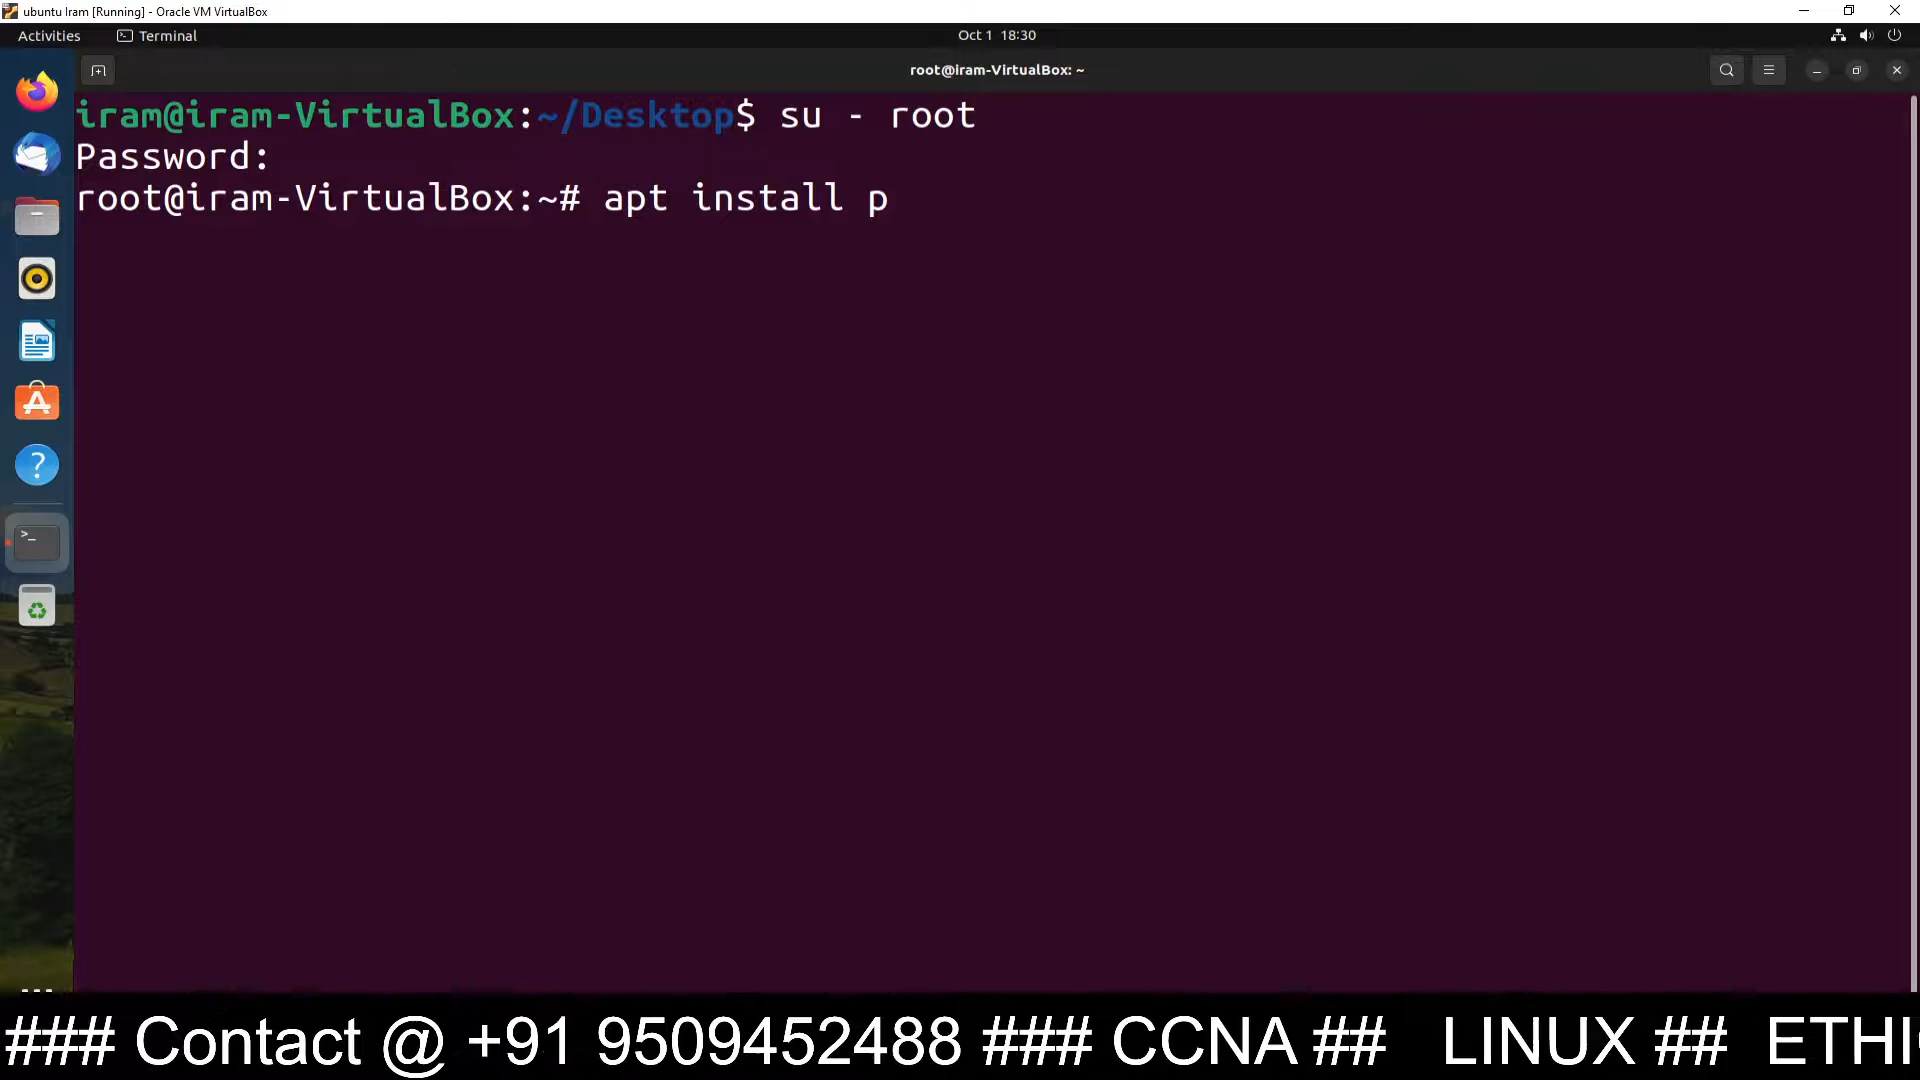 ubuntu Iram [Running] - Oracle VM VirtualBox
Activities Terminal Oct 1 18:30
root@iram-VirtualBox: ~
iram@iram-VirtualBox:~/Desktop$ su - root
Password:
root@iram-VirtualBox:~# apt install p
### Contact @ +91 9509452488 ### CCNA ## LINUX ## ETHI